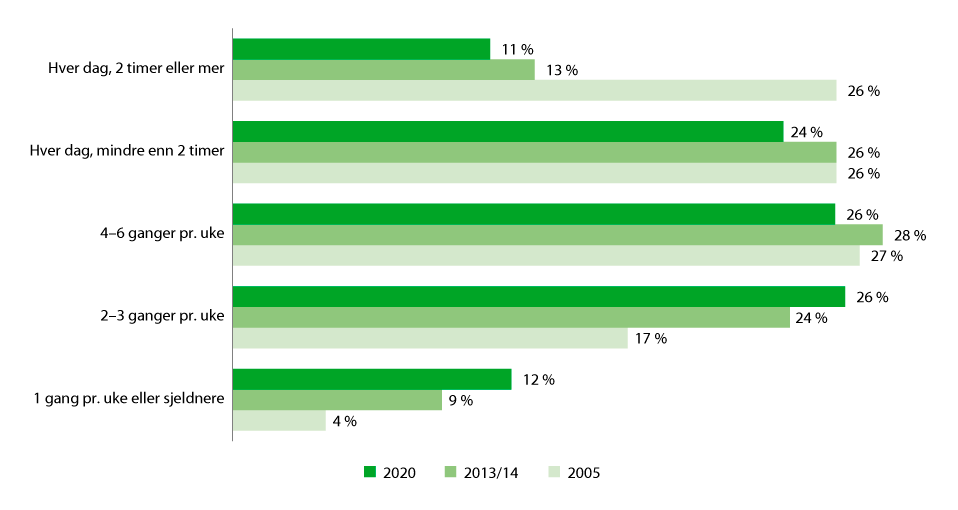 Hver dag, 2 timer eller mer
11 %
13 %
26 %
Hver dag, mindre enn 2 timer
24 %
26 %
26 %
4–6 ganger pr. uke
26 %
28 %
27 %
2–3 ganger pr. uke
26 %
24 %
17 %
1 gang pr. uke eller sjeldnere
12 %
9 %
4 %
2020 2013/14 2005